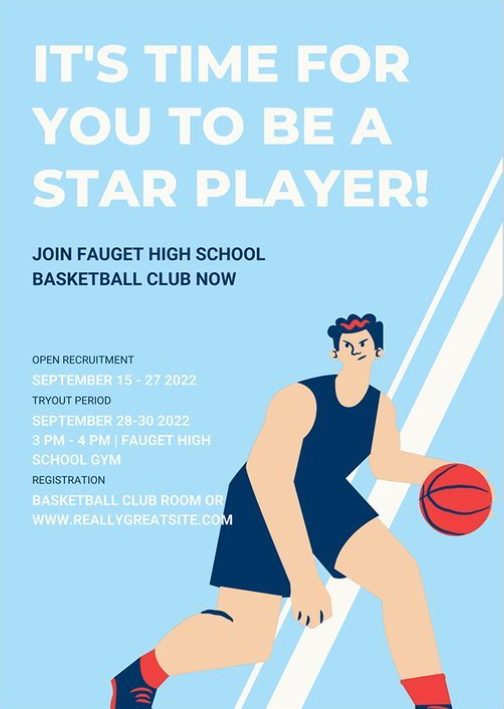 IT'S TIME FOR
YOU TO BE A
STAR PLAYER!
JOIN FAUGET HIGH SCHOOL
BASKETBALL CLUB NOW
OPEN RECRUITMENT
SEPTEMBER 15 - 27 2022
TRYOUT PERIOD
SEPTEMBER 28-30 2022
3 PM - 4 PM | FAUGET HIGH
SCHOOL GYM
REGISTRATION
BASKETBALL CLUB ROOM OR
WWW.REALLYGREATSITE.COM